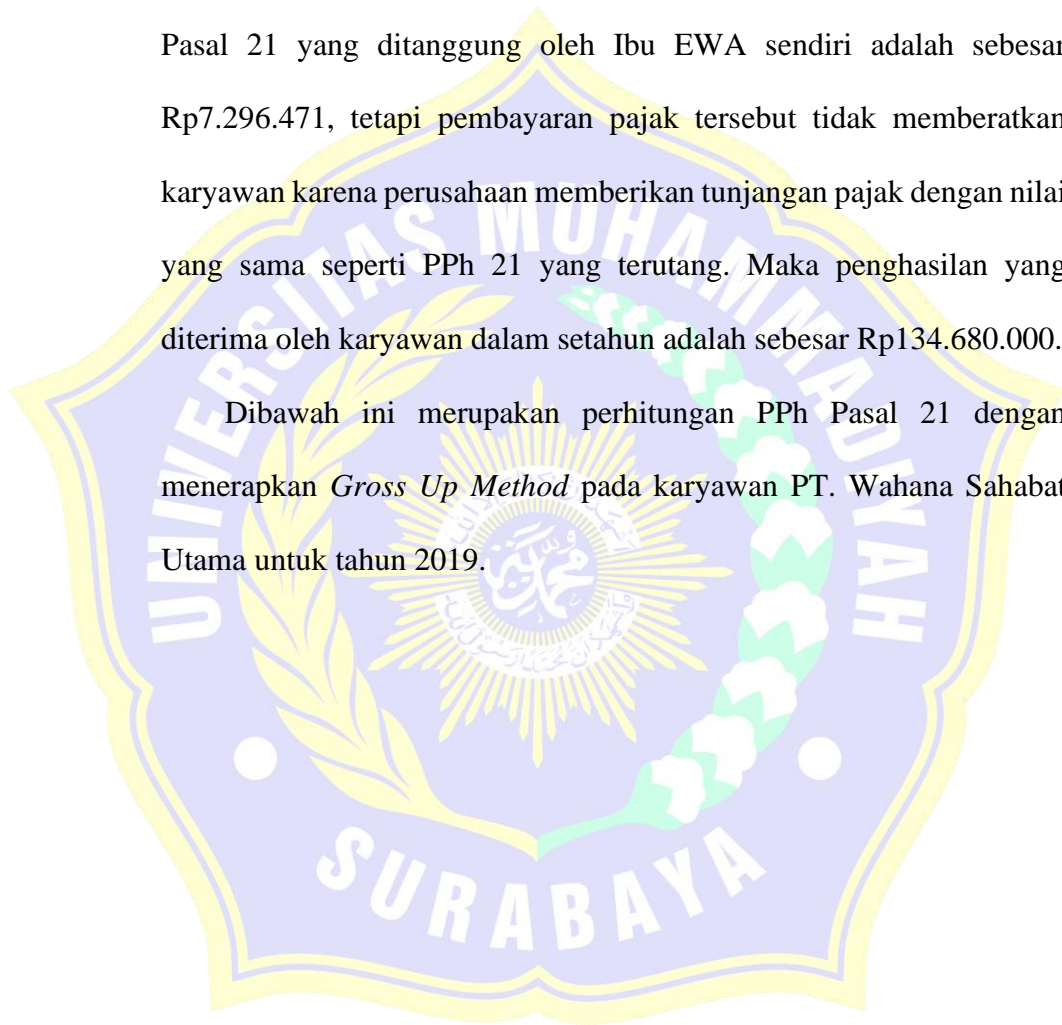 Pasal 21 yang ditanggung oleh Ibu EWA sendiri adalah sebesar
Rp7.296.471, tetapi pembayaran pajak tersebut tidak memberatkan
karyawan karena perusahaan memberikan tunjangan pajak dengan nilai
yang sama seperti PPh 21 yang terutang. Maka penghasilan yang
diterima oleh karyawan dalam setahun adalah sebesar Rp134.680.000.
Dibawah ini merupakan perhitungan PPh Pasal 21 dengan
menerapkan Gross Up Method pada karyawan PT. Wahana Sahabat
Utama untuk tahun 2019.
UNIVERSITAS MUHAMMADIYAH
SURABAYA